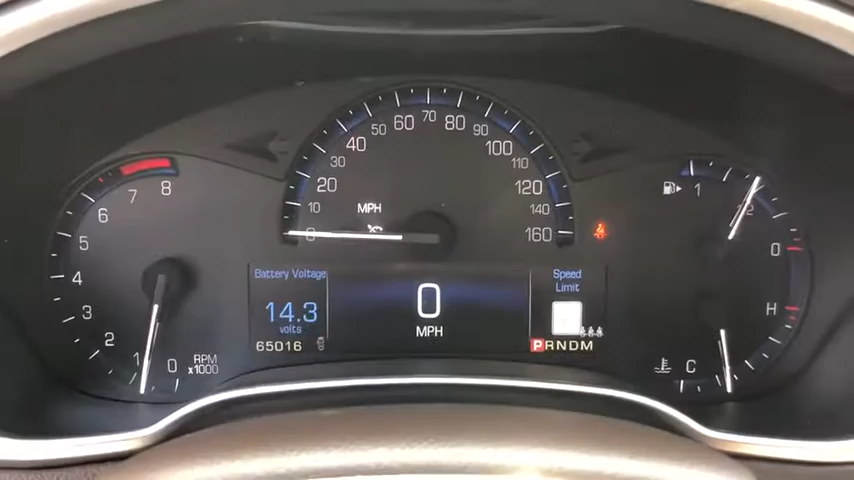 70
60 80
50 90
40 100
30 110
20 120
10 MPH 140
0 160
8
7
6
5
4
3
2
1
0 RPM
x1000
1
1/2
0
H
C
Battery Voltage
14.3
volts
65016
0
MPH
Speed
Limit
PRNDM